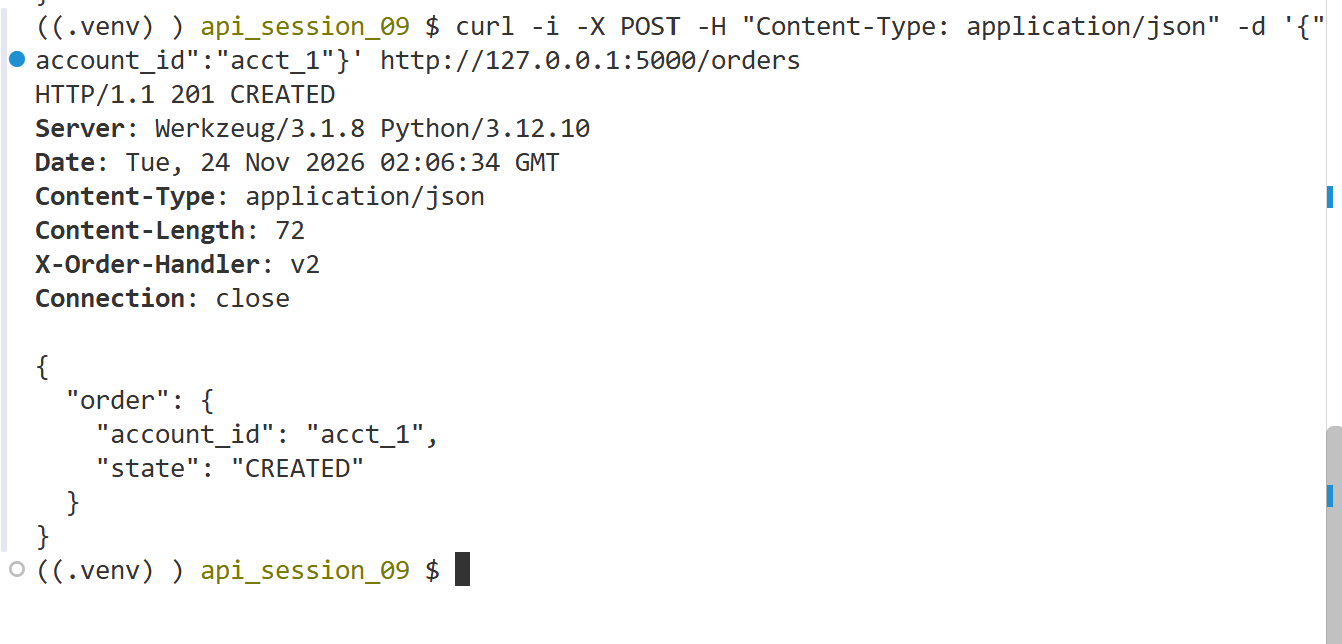 }
((.venv) ) api_session_09 $ curl -i -X POST -H "Content-Type: application/json" -d '{"
account_id":"acct_1"}' http://127.0.0.1:5000/orders
HTTP/1.1 201 CREATED
Server: Werkzeug/3.1.8 Python/3.12.10
Date: Tue, 24 Nov 2026 02:06:34 GMT
Content-Type: application/json
Content-Length: 72
X-Order-Handler: v2
Connection: close

{
  "order": {
    "account_id": "acct_1",
    "state": "CREATED"
  }
}
((.venv) ) api_session_09 $